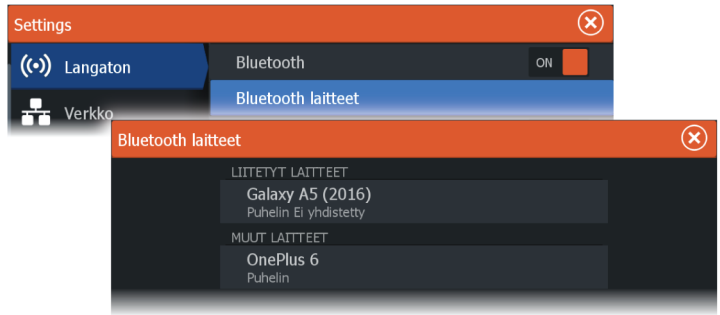 Settings
Langaton
Bluetooth
ON
Bluetooth laitteet
Verkko
Bluetooth laitteet
LIITETYT LAITTEET
Galaxy A5 (2016)
Puhelin Ei yhdistetty
MUUT LAITTEET
OnePlus 6
Puhelin